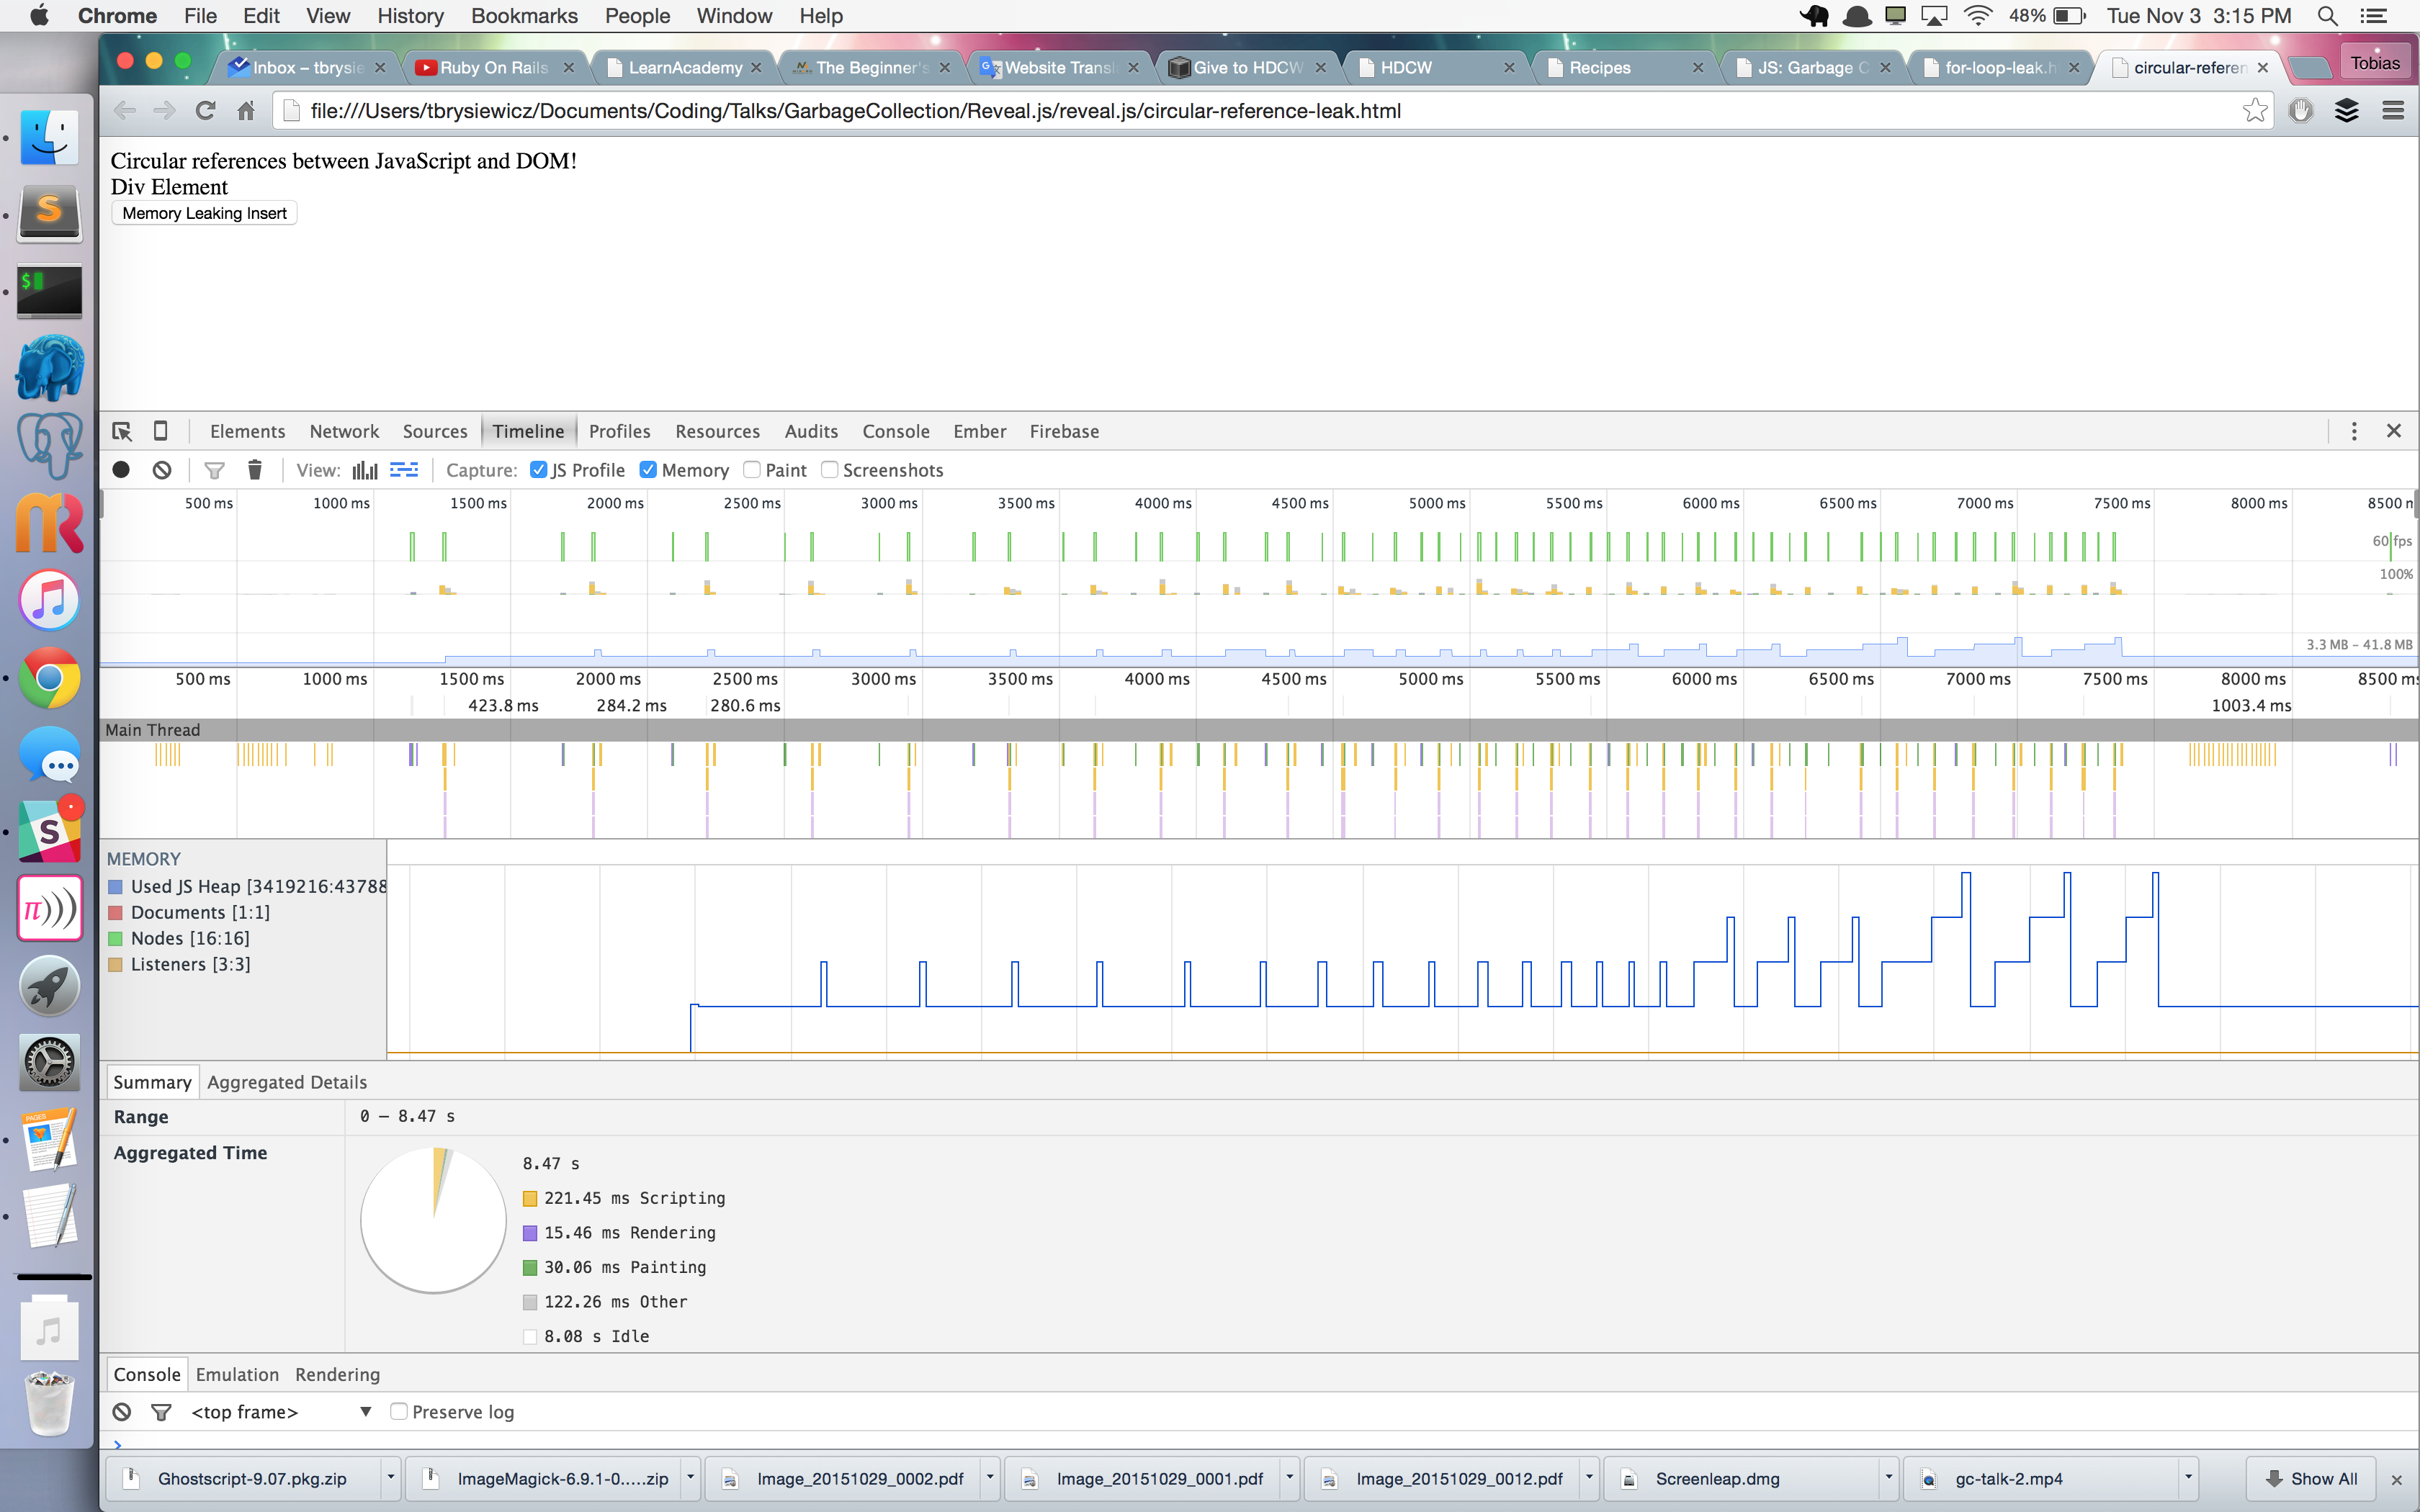 Chrome File Edit View History Bookmarks People Window Help 48% Tue Nov 3 3:15 PM
Inbox – tbrysie Ruby On Rails LearnAcademy The Beginner's Website Transl Give to HDCW HDCW Recipes JS: Garbage C for-loop-leak.h circular-referen Tobias
file:///Users/tbrysiewicz/Documents/Coding/Talks/GarbageCollection/Reveal.js/reveal.js/circular-reference-leak.html
Circular references between JavaScript and DOM!
Div Element
Memory Leaking Insert
Elements Network Sources Timeline Profiles Resources Audits Console Ember Firebase
View: Capture: JS Profile Memory Paint Screenshots
500 ms 1000 ms 1500 ms 2000 ms 2500 ms 3000 ms 3500 ms 4000 ms 4500 ms 5000 ms 5500 ms 6000 ms 6500 ms 7000 ms 7500 ms 8000 ms 8500 m
60 fps
100%
3.3 MB – 41.8 MB
500 ms 1000 ms 1500 ms 2000 ms 2500 ms 3000 ms 3500 ms 4000 ms 4500 ms 5000 ms 5500 ms 6000 ms 6500 ms 7000 ms 7500 ms 8000 ms 8500 ms
423.8 ms 284.2 ms 280.6 ms 1003.4 ms
Main Thread
MEMORY
Used JS Heap [3419216:43788
Documents [1:1]
Nodes [16:16]
Listeners [3:3]
Summary Aggregated Details
Range 0 – 8.47 s
Aggregated Time
8.47 s
221.45 ms Scripting
15.46 ms Rendering
30.06 ms Painting
122.26 ms Other
8.08 s Idle
Console Emulation Rendering
<top frame> ▼ Preserve log
>
Ghostscript-9.07.pkg.zip ImageMagick-6.9.1-0.....zip Image_20151029_0002.pdf Image_20151029_0001.pdf Image_20151029_0012.pdf Screenleap.dmg gc-talk-2.mp4 Show All